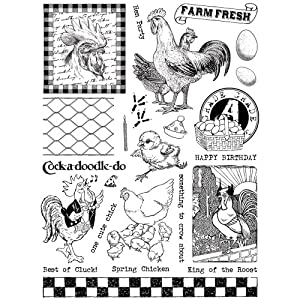 Hen Party
FARM FRESH
GRADE GRADE
A
HAPPY BIRTHDAY
Cock-a-doodle-do
one cute chick
something to crow about
Best of Cluck!
Spring Chicken
King of the Roost